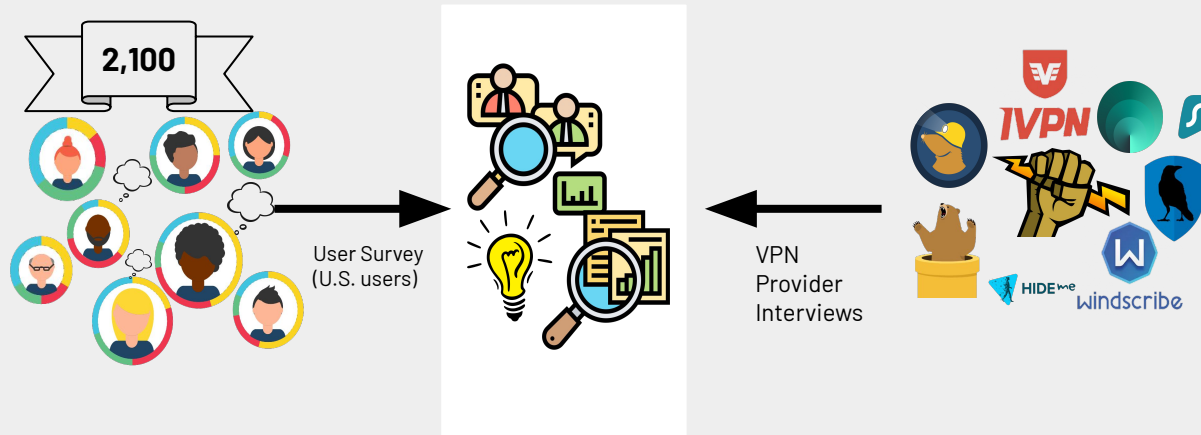 2,100
User Survey
(U.S. users)
VPN
Provider
Interviews
IVPN
HIDE me
W
windscribe